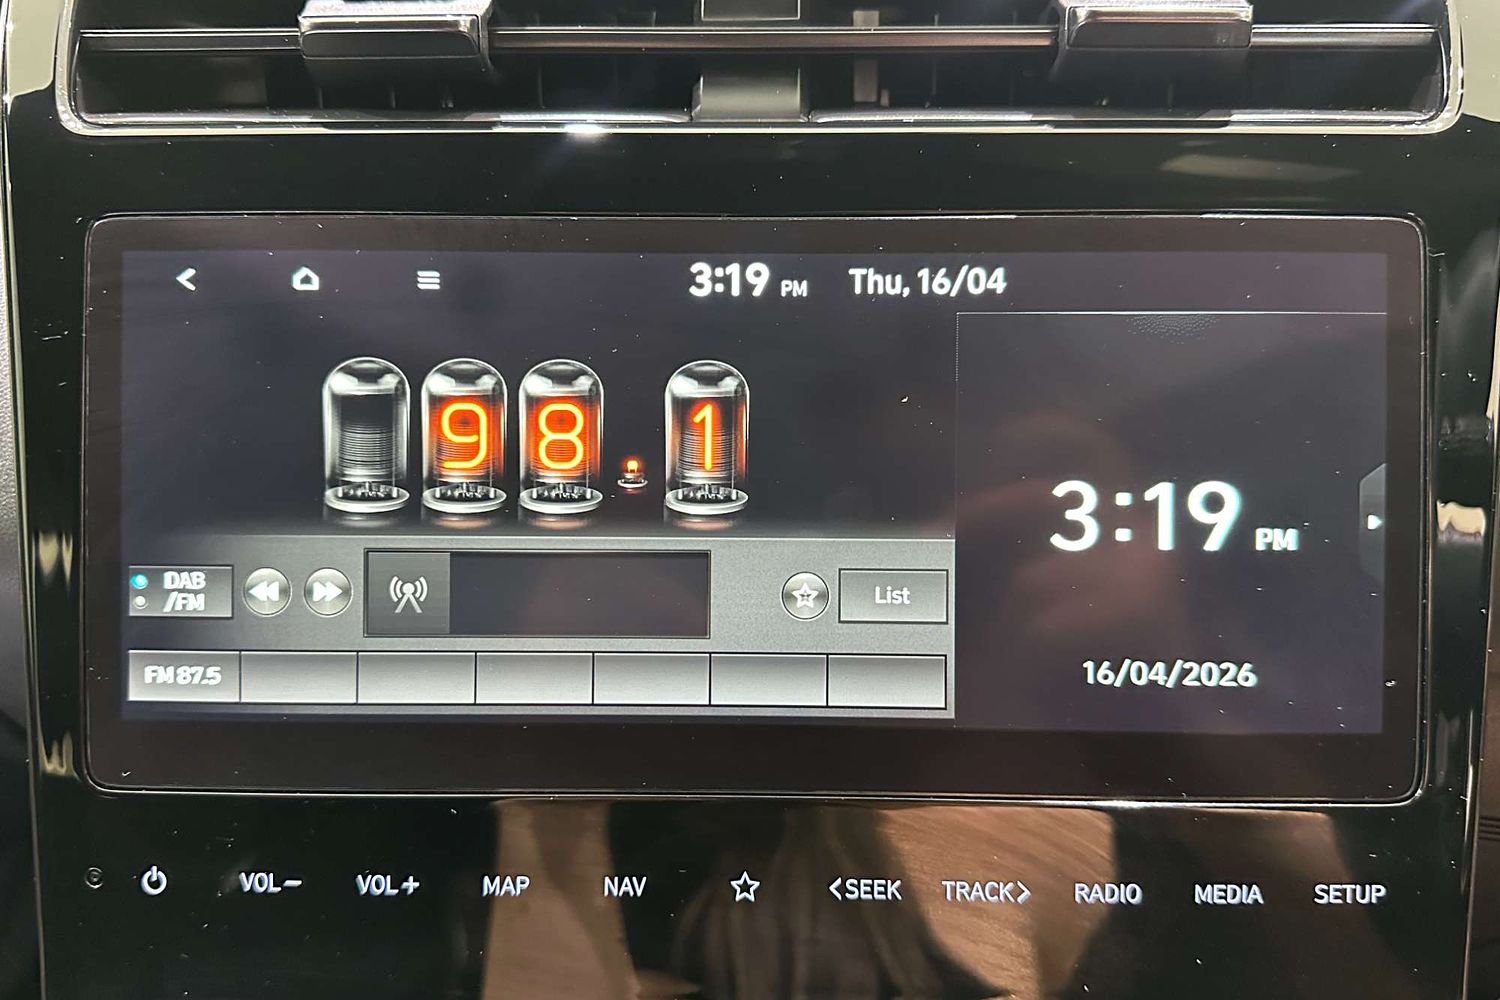 3:19 PM Thu, 16/04
98.1
3:19 PM
DAB
/FM
List
FM 87.5
16/04/2026
VOL−
VOL+
MAP
NAV
<SEEK
TRACK>
RADIO
MEDIA
SETUP